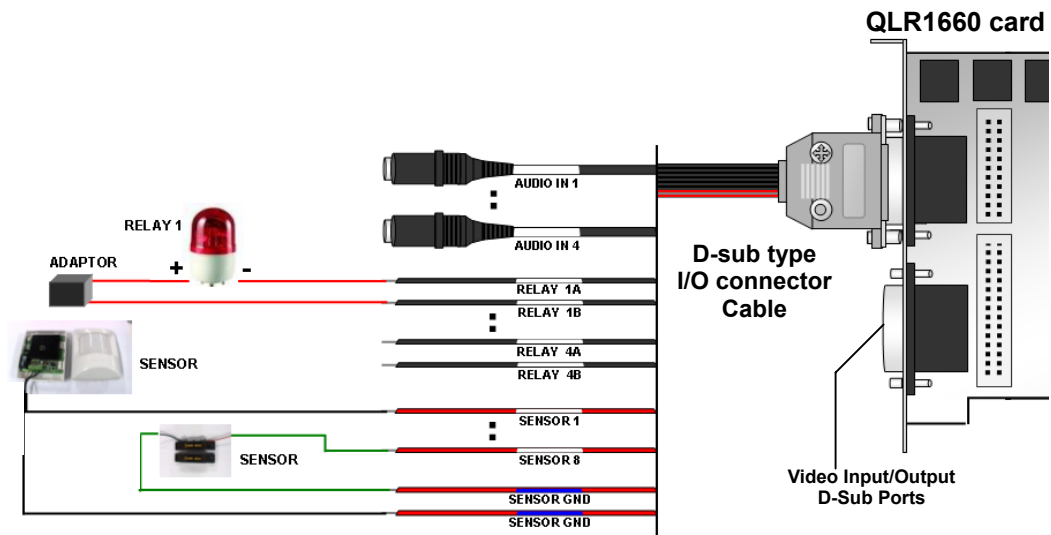 QLR1660 card
AUDIO IN 1
RELAY 1
AUDIO IN 4
+ -
ADAPTOR
D-sub type
I/O connector
Cable
RELAY 1A
RELAY 1B
SENSOR
RELAY 4A
RELAY 4B
SENSOR 1
SENSOR
SENSOR 8
Video Input/Output
D-Sub Ports
SENSOR GND
SENSOR GND